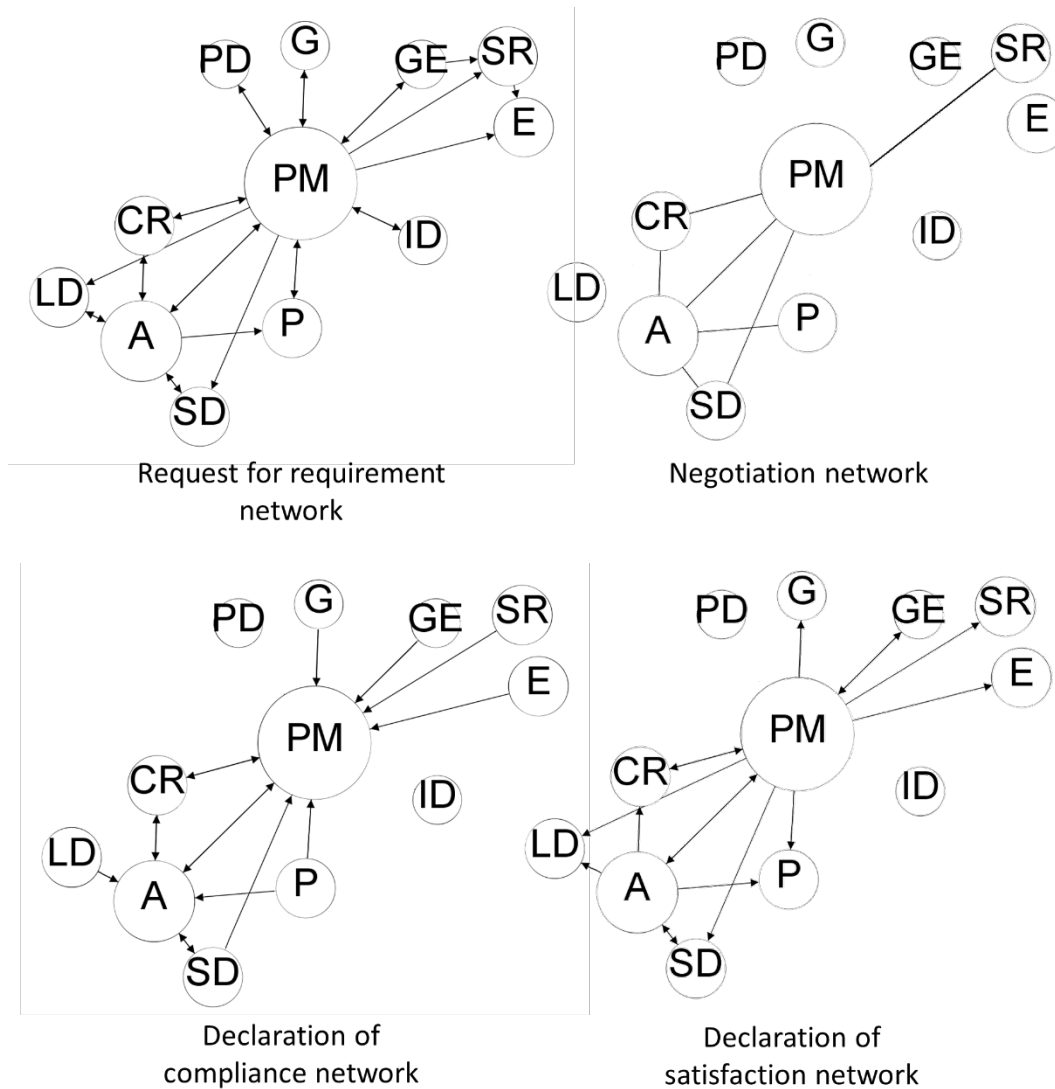 G
PD
GE
SR
E
PM
CR
ID
LD
A
P
SD
Request for requirement
network
G
PD
GE
SR
E
PM
CR
ID
LD
A
P
SD
Negotiation network
G
PD
GE
SR
E
PM
CR
ID
LD
A
P
SD
Declaration of
compliance network
G
PD
GE
SR
E
PM
CR
ID
LD
A
P
SD
Declaration of
satisfaction network